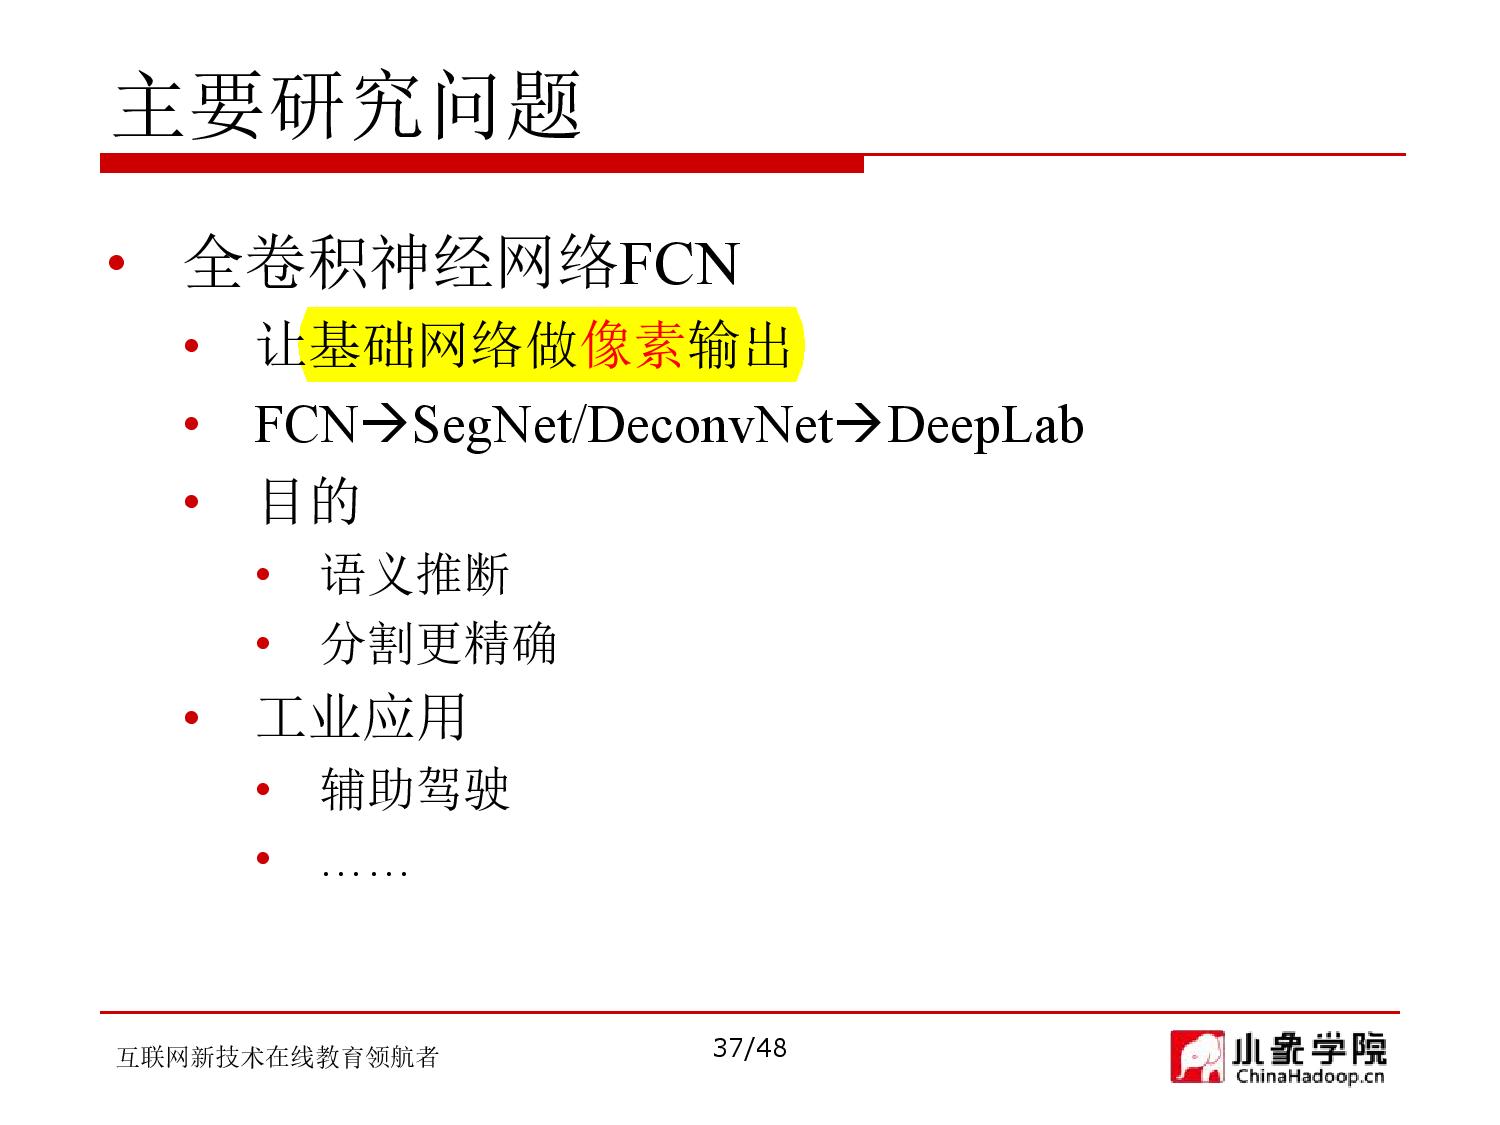 主要研究问题
• 全卷积神经网络FCN
• 让基础网络做像素输出
• FCN→SegNet/DeconvNet→DeepLab
• 目的
• 语义推断
• 分割更精确
• 工业应用
• 辅助驾驶
• ……
互联网新技术在线教育领航者
37/48
小象学院
ChinaHadoop.cn